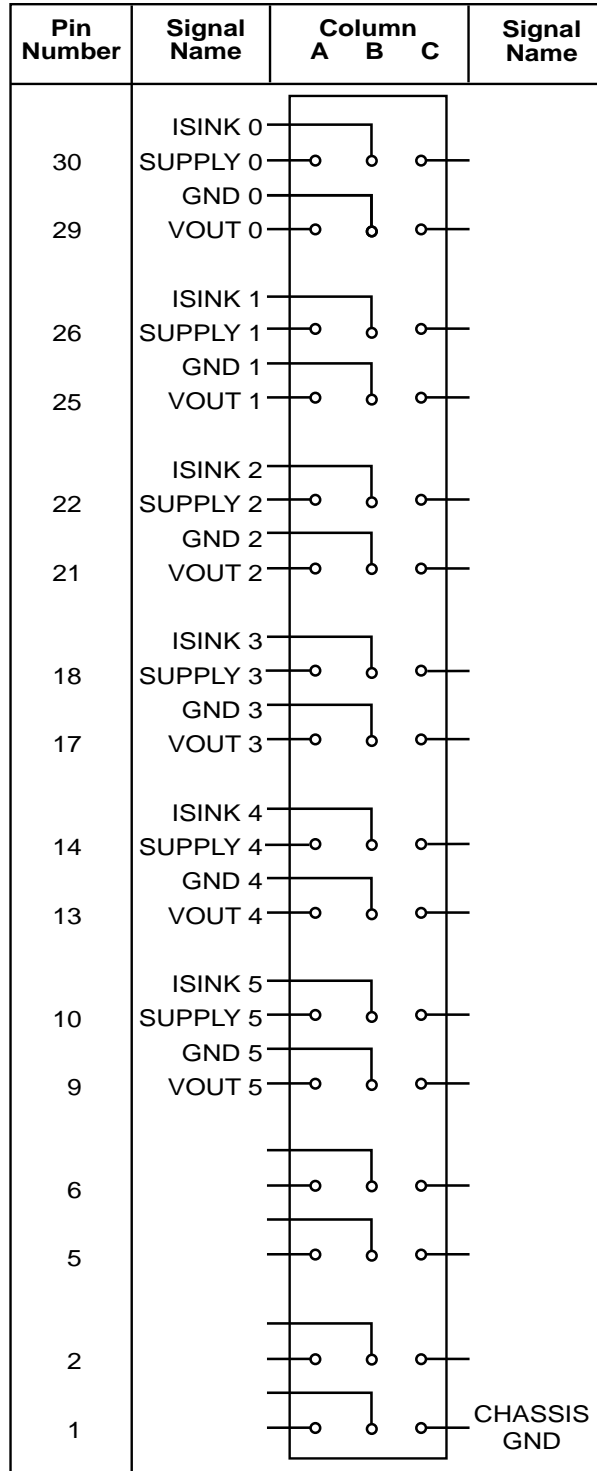 Pin Number Signal Name Column Signal Name
A B C
ISINK 0
30 SUPPLY 0
GND 0
29 VOUT 0
ISINK 1
26 SUPPLY 1
GND 1
25 VOUT 1
ISINK 2
22 SUPPLY 2
GND 2
21 VOUT 2
ISINK 3
18 SUPPLY 3
GND 3
17 VOUT 3
ISINK 4
14 SUPPLY 4
GND 4
13 VOUT 4
ISINK 5
10 SUPPLY 5
GND 5
9 VOUT 5
6
5
2
1 CHASSIS GND